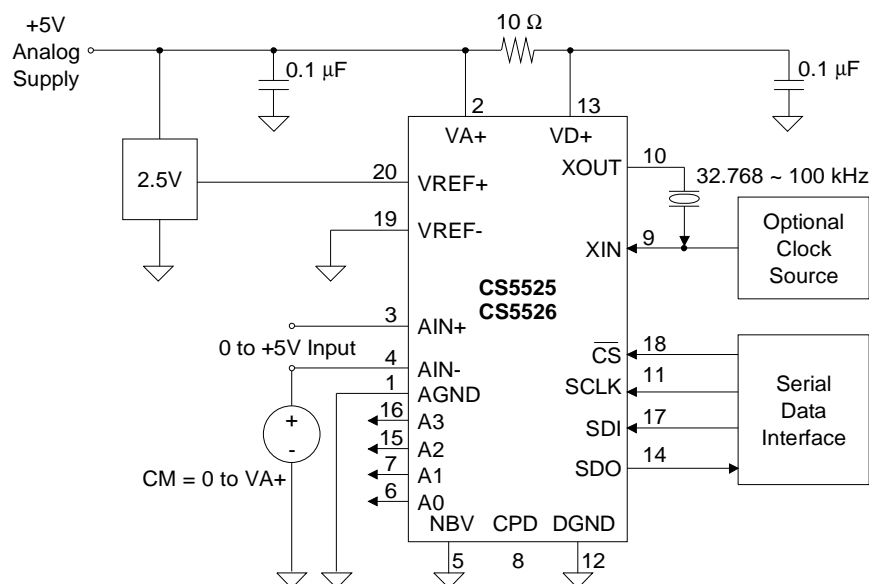 +5V
Analog
Supply
10 Ω
0.1 μF
0.1 μF
2
13
VA+
VD+
2.5V
20
VREF+
19
VREF-
XOUT
10
32.768 ~ 100 kHz
XIN
9
Optional
Clock
Source
CS5525
CS5526
3
AIN+
0 to +5V Input
4
AIN-
1
AGND
16
A3
15
A2
7
A1
6
A0
+
-
CM = 0 to VA+
CS
18
SCLK
11
SDI
17
SDO
14
Serial
Data
Interface
NBV
CPD
DGND
5
8
12